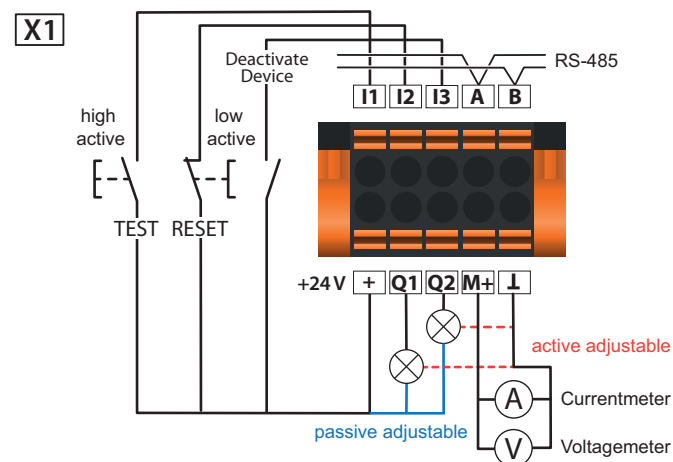 X1
Deactivate
Device
RS-485
I1 I2 I3 A B
high
active
low
active
TEST RESET
+24 V + Q1 Q2 M+ ⊥
active adjustable
A Currentmeter
passive adjustable
V Voltagemeter